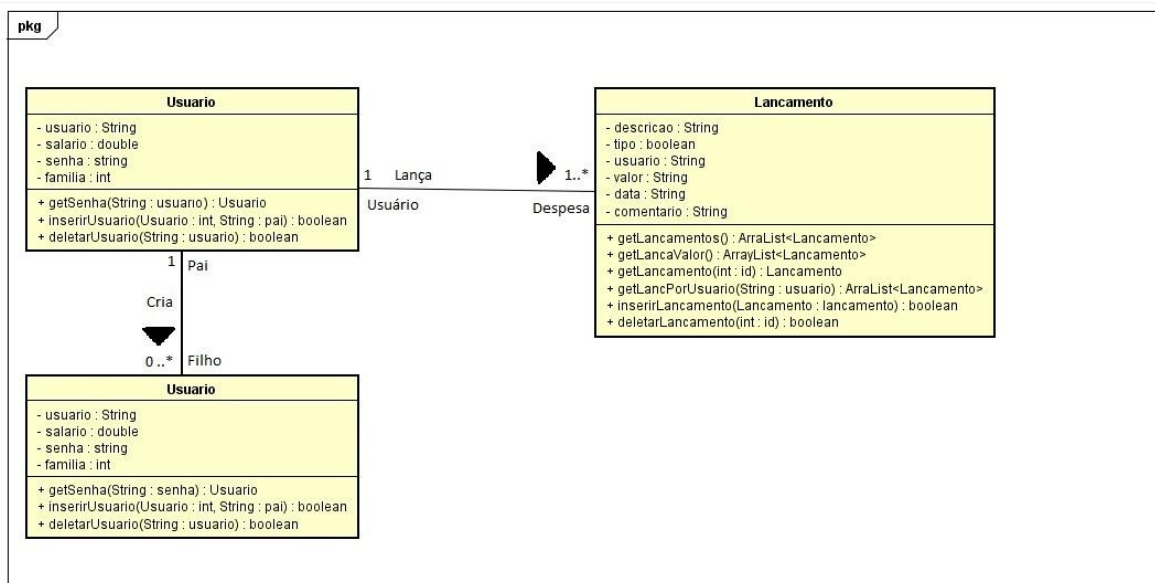 pkg
Usuario
- usuario : String
- salario : double
- senha : string
- familia : int
+ getSenha(String : usuario) : Usuario
+ inserirUsuario(Usuario : int, String : pai) : boolean
+ deletarUsuario(String : usuario) : boolean
1 Lança 1..*
Usuário Despesa
Lancamento
- descricao : String
- tipo : boolean
- usuario : String
- valor : String
- data : String
- comentario : String
+ getLancamentos() : ArraList<Lancamento>
+ getLancaValor() : ArrayList<Lancamento>
+ getLancamento(int : id) : Lancamento
+ getLancPorUsuario(String : usuario) : ArraList<Lancamento>
+ inserirLancamento(Lancamento : lancamento) : boolean
+ deletarLancamento(int : id) : boolean
1 Pai
Cria
0 ..* Filho
Usuario
- usuario : String
- salario : double
- senha : string
- familia : int
+ getSenha(String : senha) : Usuario
+ inserirUsuario(Usuario : int, String : pai) : boolean
+ deletarUsuario(String : usuario) : boolean